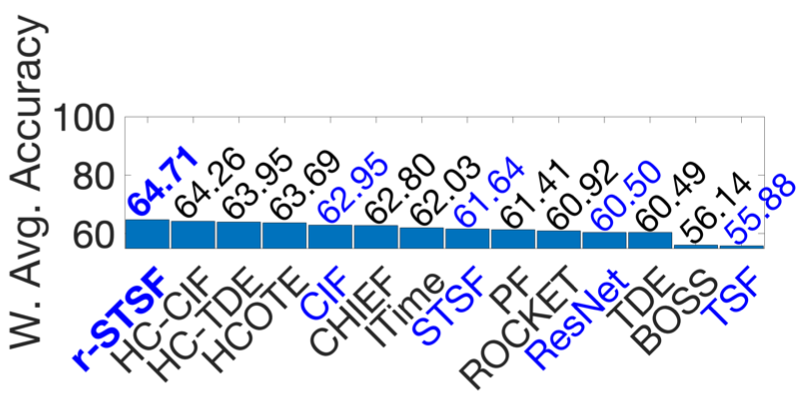 W. Avg. Accuracy
100
80
60
64.71
64.26
63.95
63.69
62.95
62.80
62.03
61.64
61.41
60.92
60.50
60.49
56.14
55.88
r-STSF
HC-CIF
HC-TDE
HCOTE
CIF
CHIEF
ITime
STSF
PF
ROCKET
ResNet
TDE
BOSS
TSF